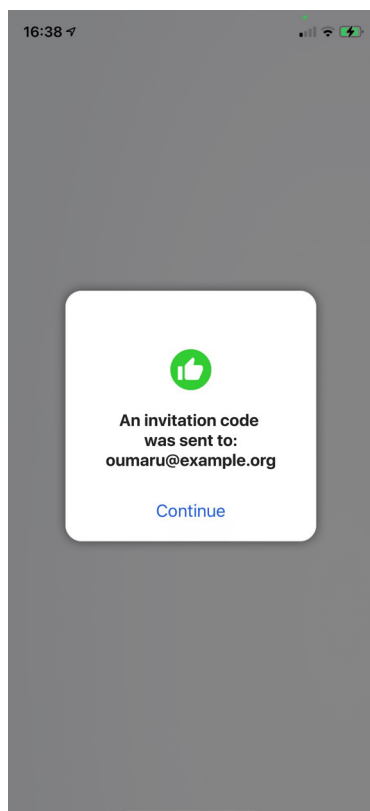 16:38
An invitation code
was sent to:
oumaru@example.org
Continue